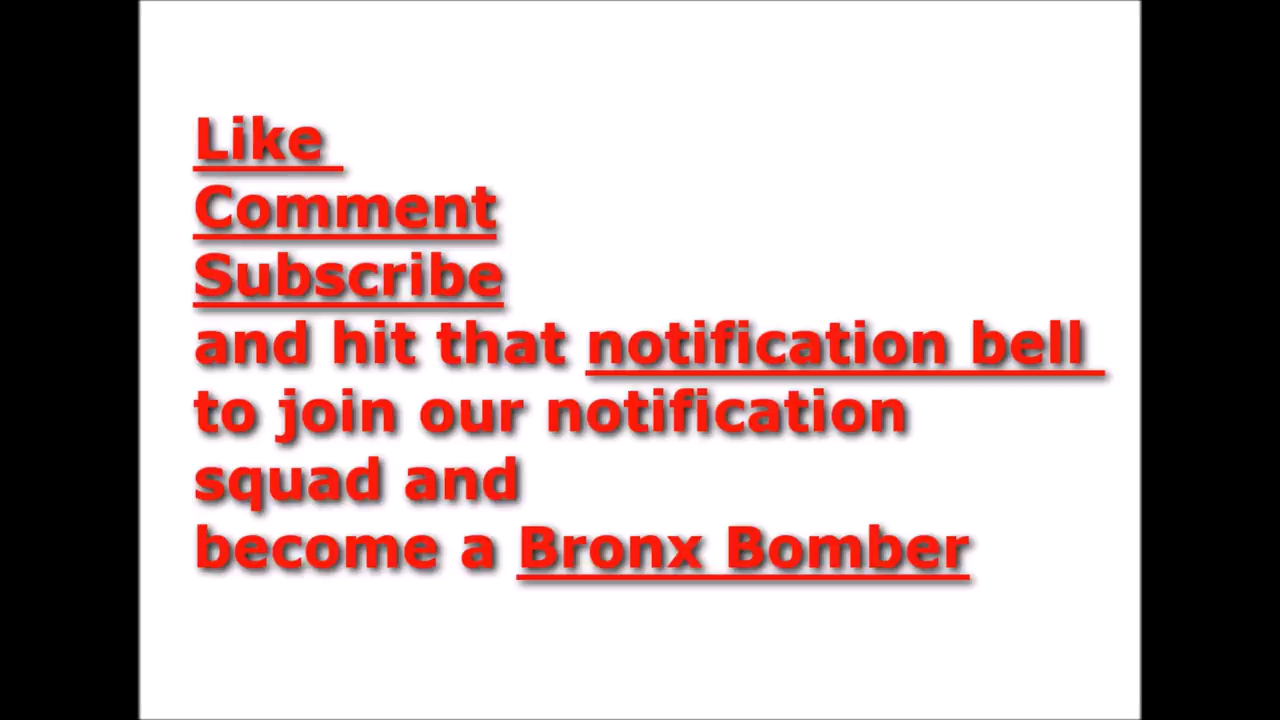 Like
Comment
Subscribe
and hit that notification bell
to join our notification
squad and
become a Bronx Bomber